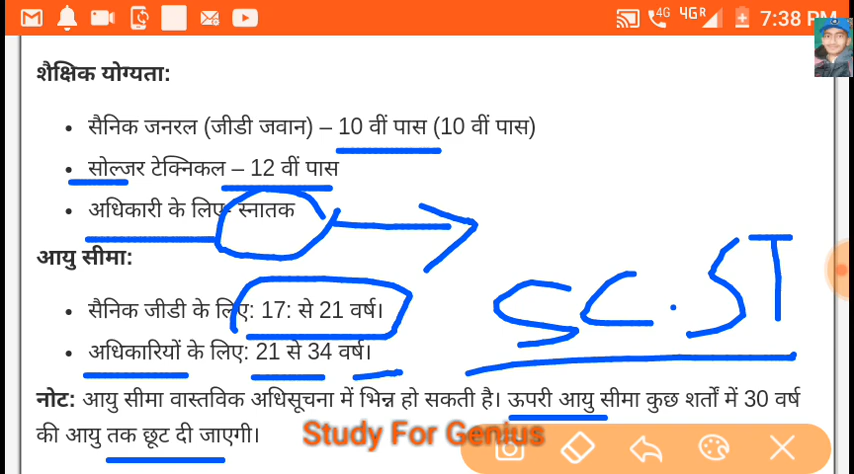 4G 4GR 7:38 PM
शैक्षिक योग्यता:
• सैनिक जनरल (जीडी जवान) – 10 वीं पास (10 वीं पास)
• सोल्जर टेक्निकल – 12 वीं पास
• अधिकारी के लिए- स्नातक
आयु सीमा:
SC.ST
• सैनिक जीडी के लिए: 17: से 21 वर्ष।
• अधिकारियों के लिए: 21 से 34 वर्ष।
नोट: आयु सीमा वास्तविक अधिसूचना में भिन्न हो सकती है। ऊपरी आयु सीमा कुछ शर्तों में 30 वर्ष
की आयु तक छूट दी जाएगी।
Study For Genius